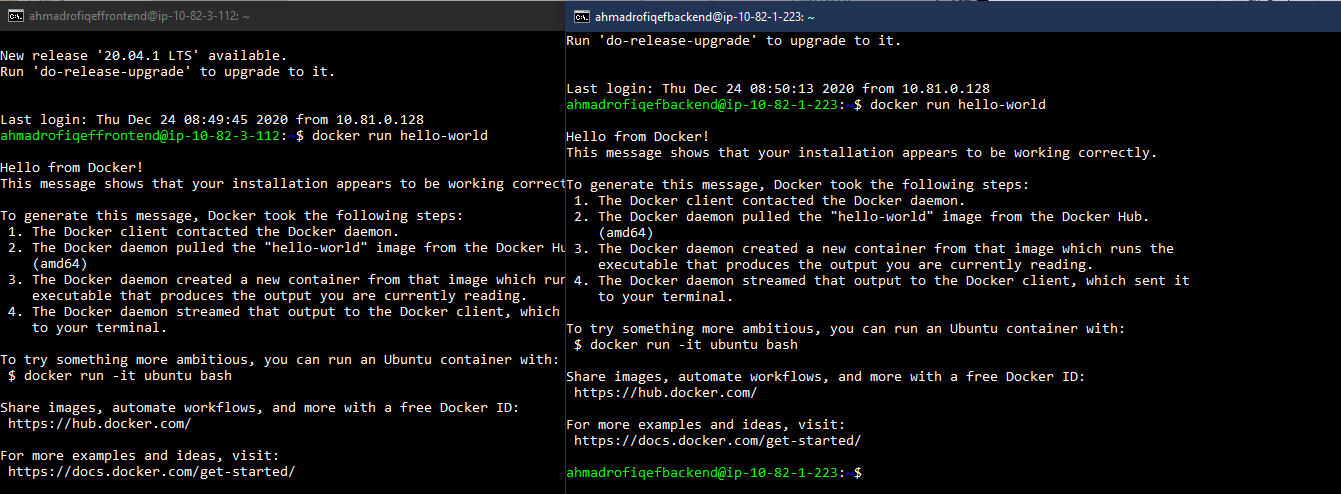 ahmadrofiqeffrontend@ip-10-82-3-112: ~
New release '20.04.1 LTS' available.
Run 'do-release-upgrade' to upgrade to it.
Last login: Thu Dec 24 08:49:45 2020 from 10.81.0.128
ahmadrofiqeffrontend@ip-10-82-3-112:~$ docker run hello-world
Hello from Docker!
This message shows that your installation appears to be working correct
To generate this message, Docker took the following steps:
1. The Docker client contacted the Docker daemon.
2. The Docker daemon pulled the "hello-world" image from the Docker Hu
(amd64)
3. The Docker daemon created a new container from that image which run
executable that produces the output you are currently reading.
4. The Docker daemon streamed that output to the Docker client, which
to your terminal.
To try something more ambitious, you can run an Ubuntu container with:
$ docker run -it ubuntu bash
Share images, automate workflows, and more with a free Docker ID:
https://hub.docker.com/
For more examples and ideas, visit:
https://docs.docker.com/get-started/
ahmadrofiqefbackend@ip-10-82-1-223: ~
Run 'do-release-upgrade' to upgrade to it.
Last login: Thu Dec 24 08:50:13 2020 from 10.81.0.128
ahmadrofiqefbackend@ip-10-82-1-223:~$ docker run hello-world
Hello from Docker!
This message shows that your installation appears to be working correctly.
To generate this message, Docker took the following steps:
1. The Docker client contacted the Docker daemon.
2. The Docker daemon pulled the "hello-world" image from the Docker Hub.
(amd64)
3. The Docker daemon created a new container from that image which runs the
executable that produces the output you are currently reading.
4. The Docker daemon streamed that output to the Docker client, which sent it
to your terminal.
To try something more ambitious, you can run an Ubuntu container with:
$ docker run -it ubuntu bash
Share images, automate workflows, and more with a free Docker ID:
https://hub.docker.com/
For more examples and ideas, visit:
https://docs.docker.com/get-started/
ahmadrofiqefbackend@ip-10-82-1-223:~$